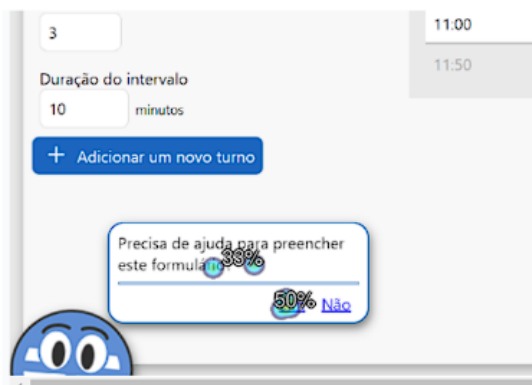 3
11:00
11:50
Duração do intervalo
10 minutos
+ Adicionar um novo turno
Precisa de ajuda para preencher
este
33%
50% Não